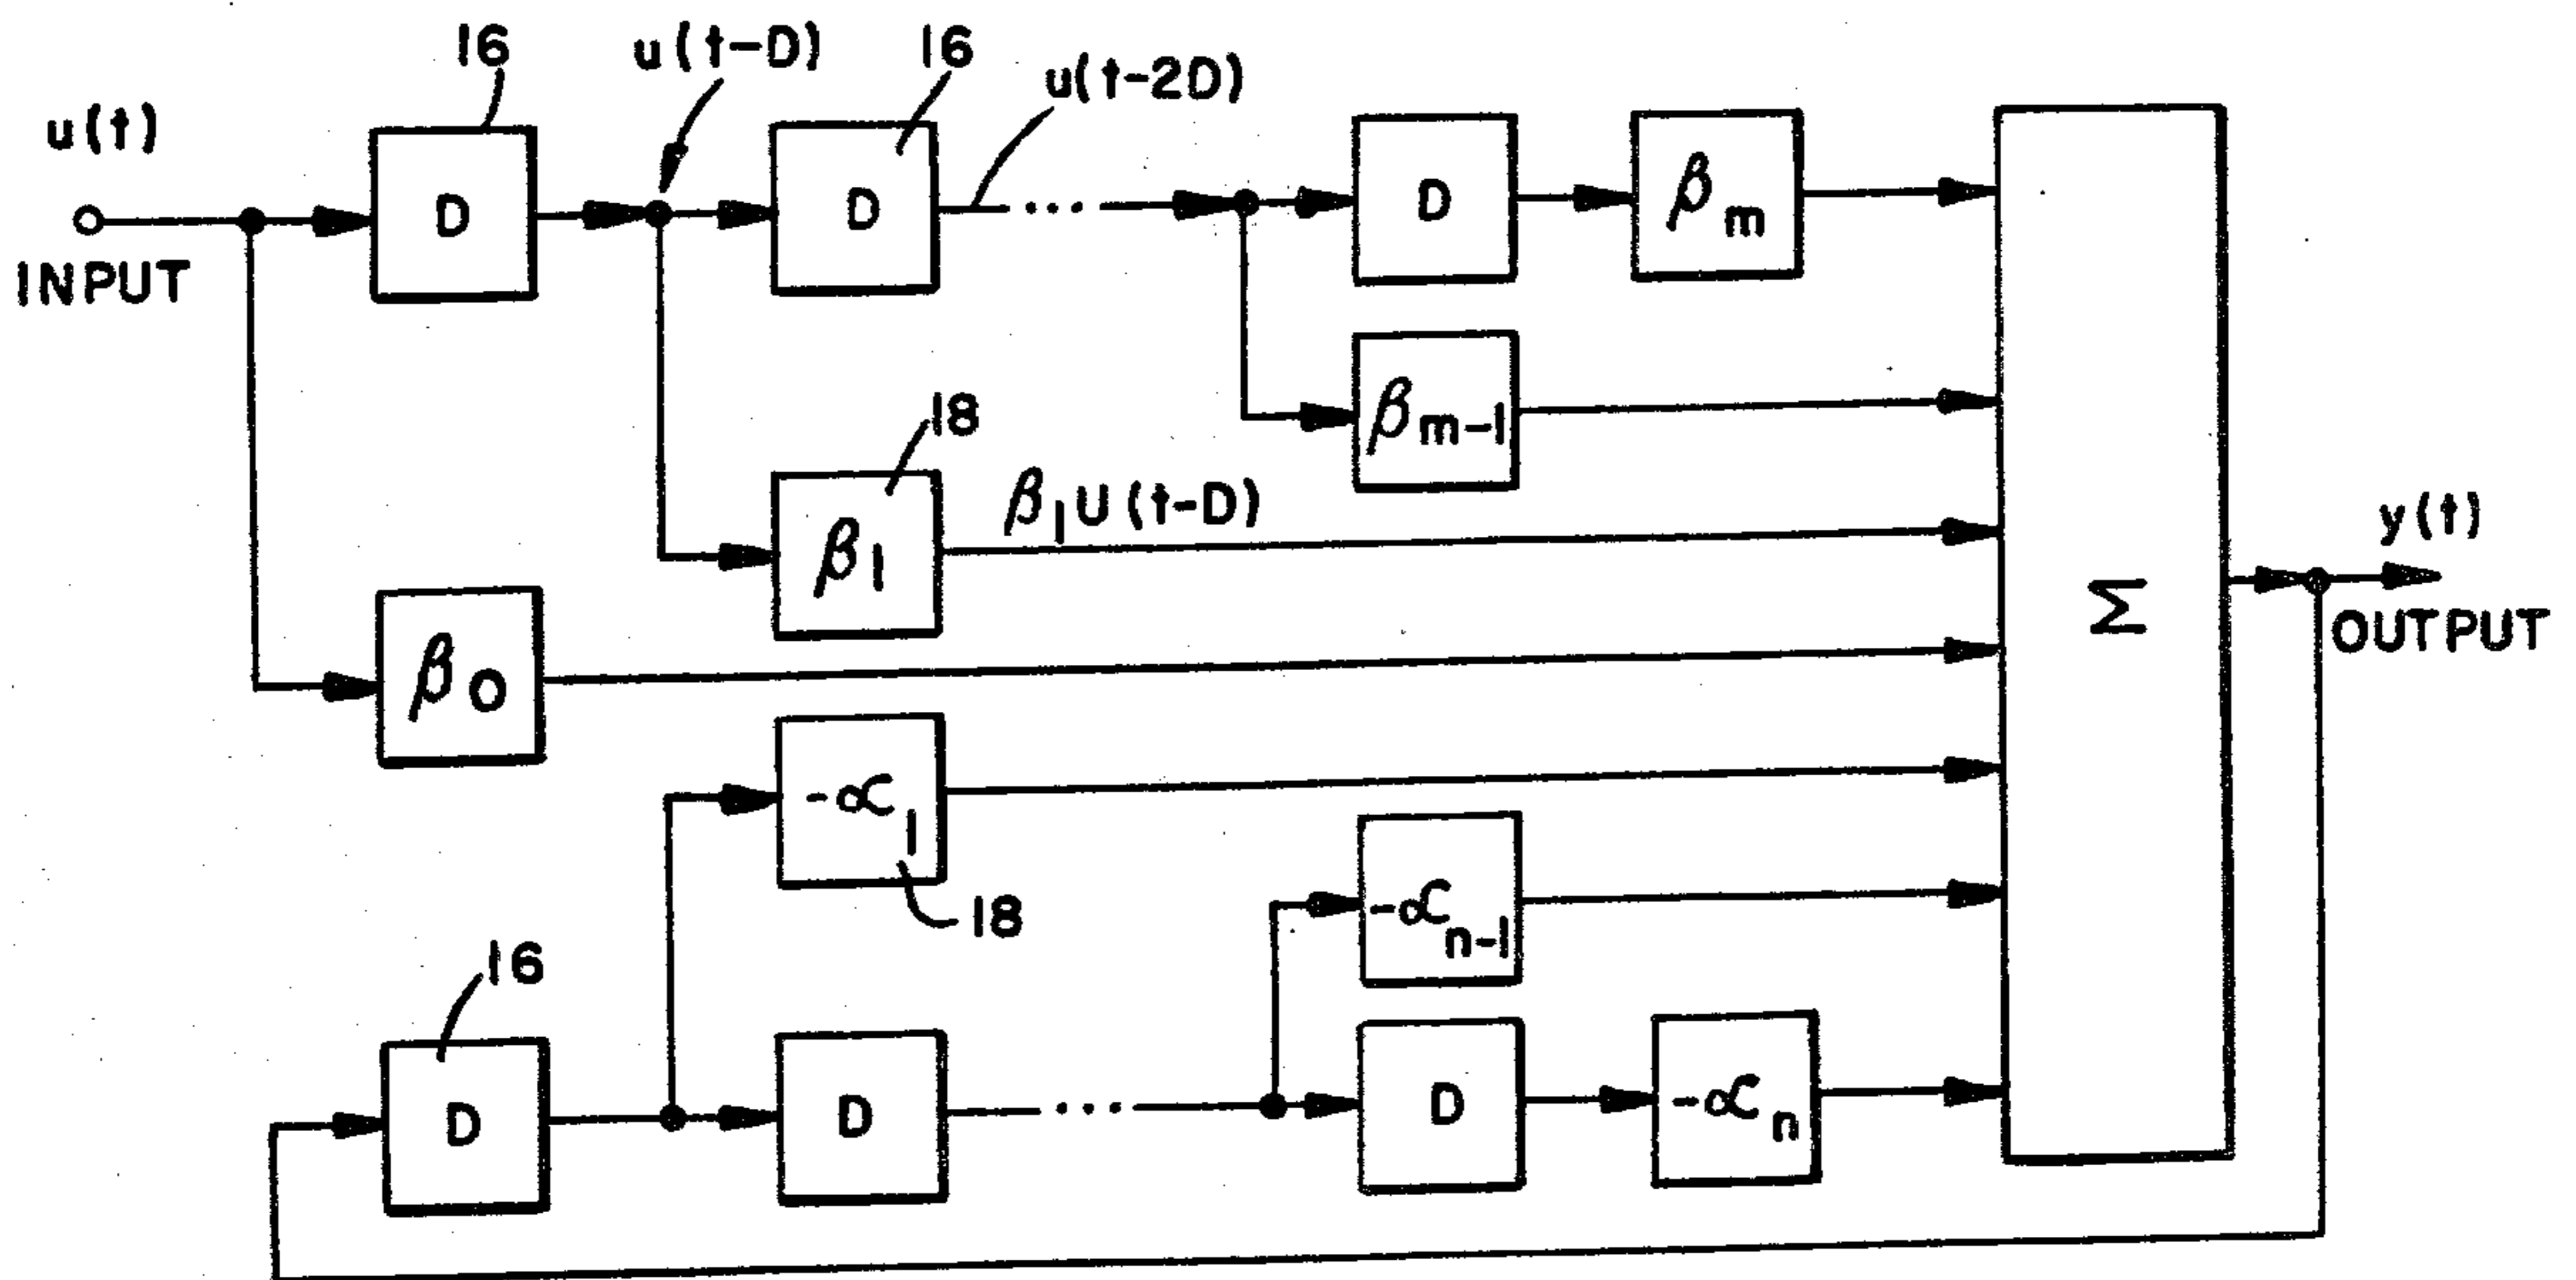 16
u(t-D)
16
u(t-2D)
u(t)
INPUT
D
D
D
βm
βm-1
18
β1
β1U(t-D)
y(t)
Σ
OUTPUT
β0
-α1
18
-αn-1
16
D
D
D
-αn